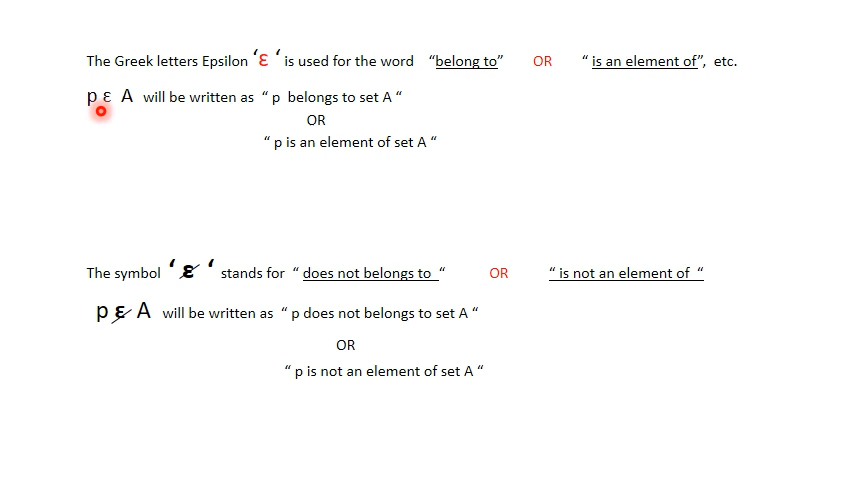 The Greek letters Epsilon ‘ε ‘ is used for the word “belong to” OR “ is an element of”, etc.
p ε A will be written as “ p belongs to set A “
OR
“ p is an element of set A “
The symbol ‘ ε̸ ‘ stands for “ does not belongs to “ OR “ is not an element of “
p ε̸ A will be written as “ p does not belongs to set A “
OR
“ p is not an element of set A “